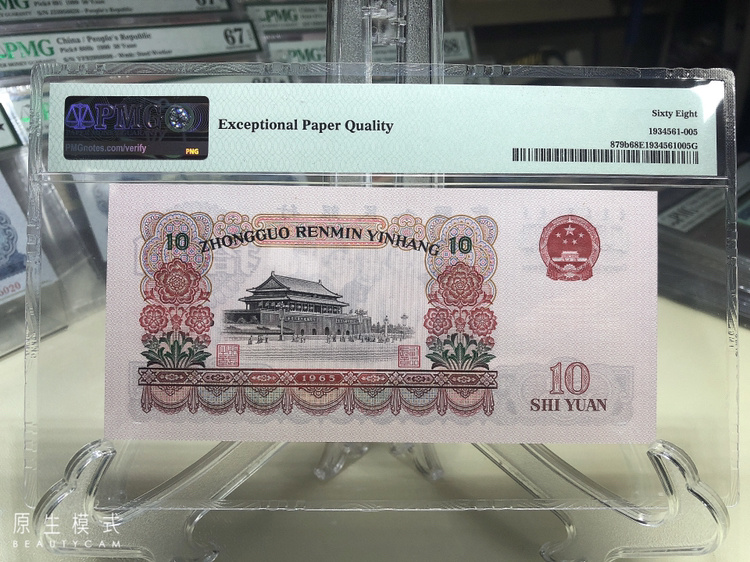 PMG
China / People's Republic
67
PMG
Exceptional Paper Quality
PMGnotes.com/verify
PNG
Sixty Eight
1934561-005
879b68E1934561005G
10
ZHONGGUO RENMIN YINHANG
10
1965
10
SHI YUAN
原生模式
BEAUTYCAM